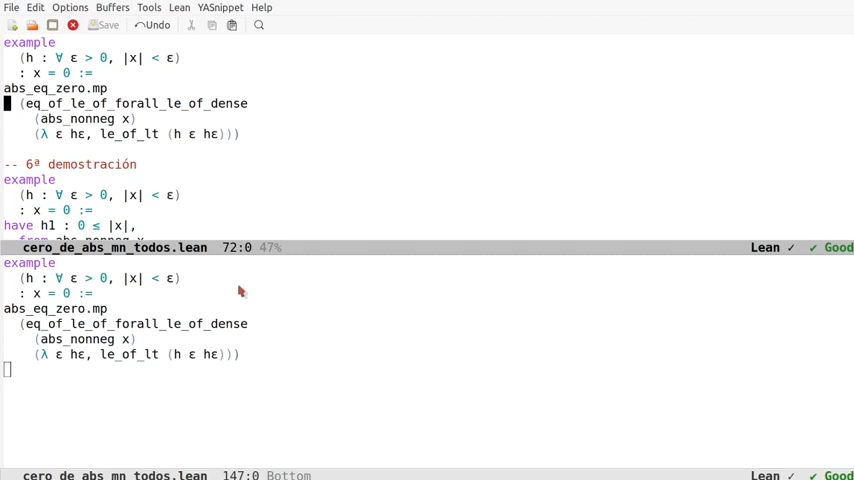 File Edit Options Buffers Tools Lean YASnippet Help
Save Undo
example
(h : ∀ ε > 0, |x| < ε)
: x = 0 :=
abs_eq_zero.mp
(eq_of_le_of_forall_le_of_dense
(abs_nonneg x)
(λ ε hε, le_of_lt (h ε hε)))
-- 6ª demostración
example
(h : ∀ ε > 0, |x| < ε)
: x = 0 :=
have h1 : 0 ≤ |x|,
from abs_nonneg x
cero_de_abs_mn_todos.lean 72:0 47% Lean ✓ ✔ Good
example
(h : ∀ ε > 0, |x| < ε)
: x = 0 :=
abs_eq_zero.mp
(eq_of_le_of_forall_le_of_dense
(abs_nonneg x)
(λ ε hε, le_of_lt (h ε hε)))
cero_de_abs_mn_todos.lean 147:0 Bottom Lean ✓ ✔ Good